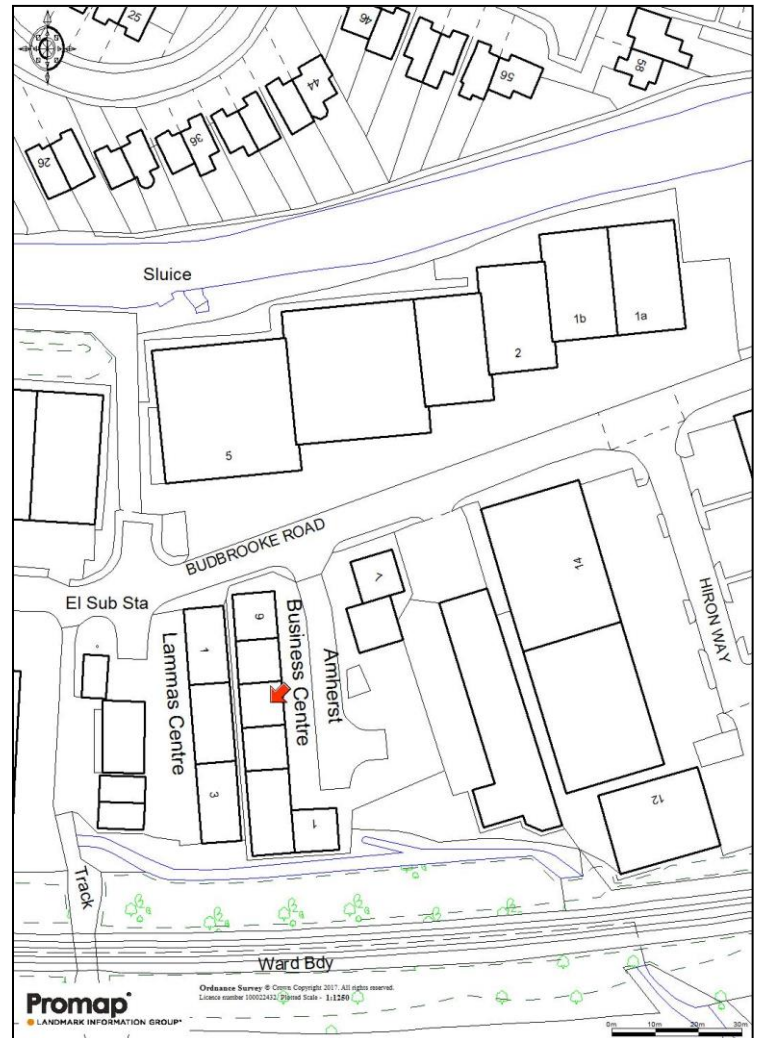 25
46
44
56
58
36
26
Sluice
1b
1a
2
5
BUDBROOKE ROAD
El Sub Sta
7
14
HIRON WAY
9
1
Lammas Centre
Business Centre
Amherst
3
1
12
Track
Ward Bdy
Promap
LANDMARK INFORMATION GROUP
Ordnance Survey © Crown Copyright 2017. All rights reserved.
Licence number 100022432. Plotted Scale - 1:1250
0m 10m 20m 30m